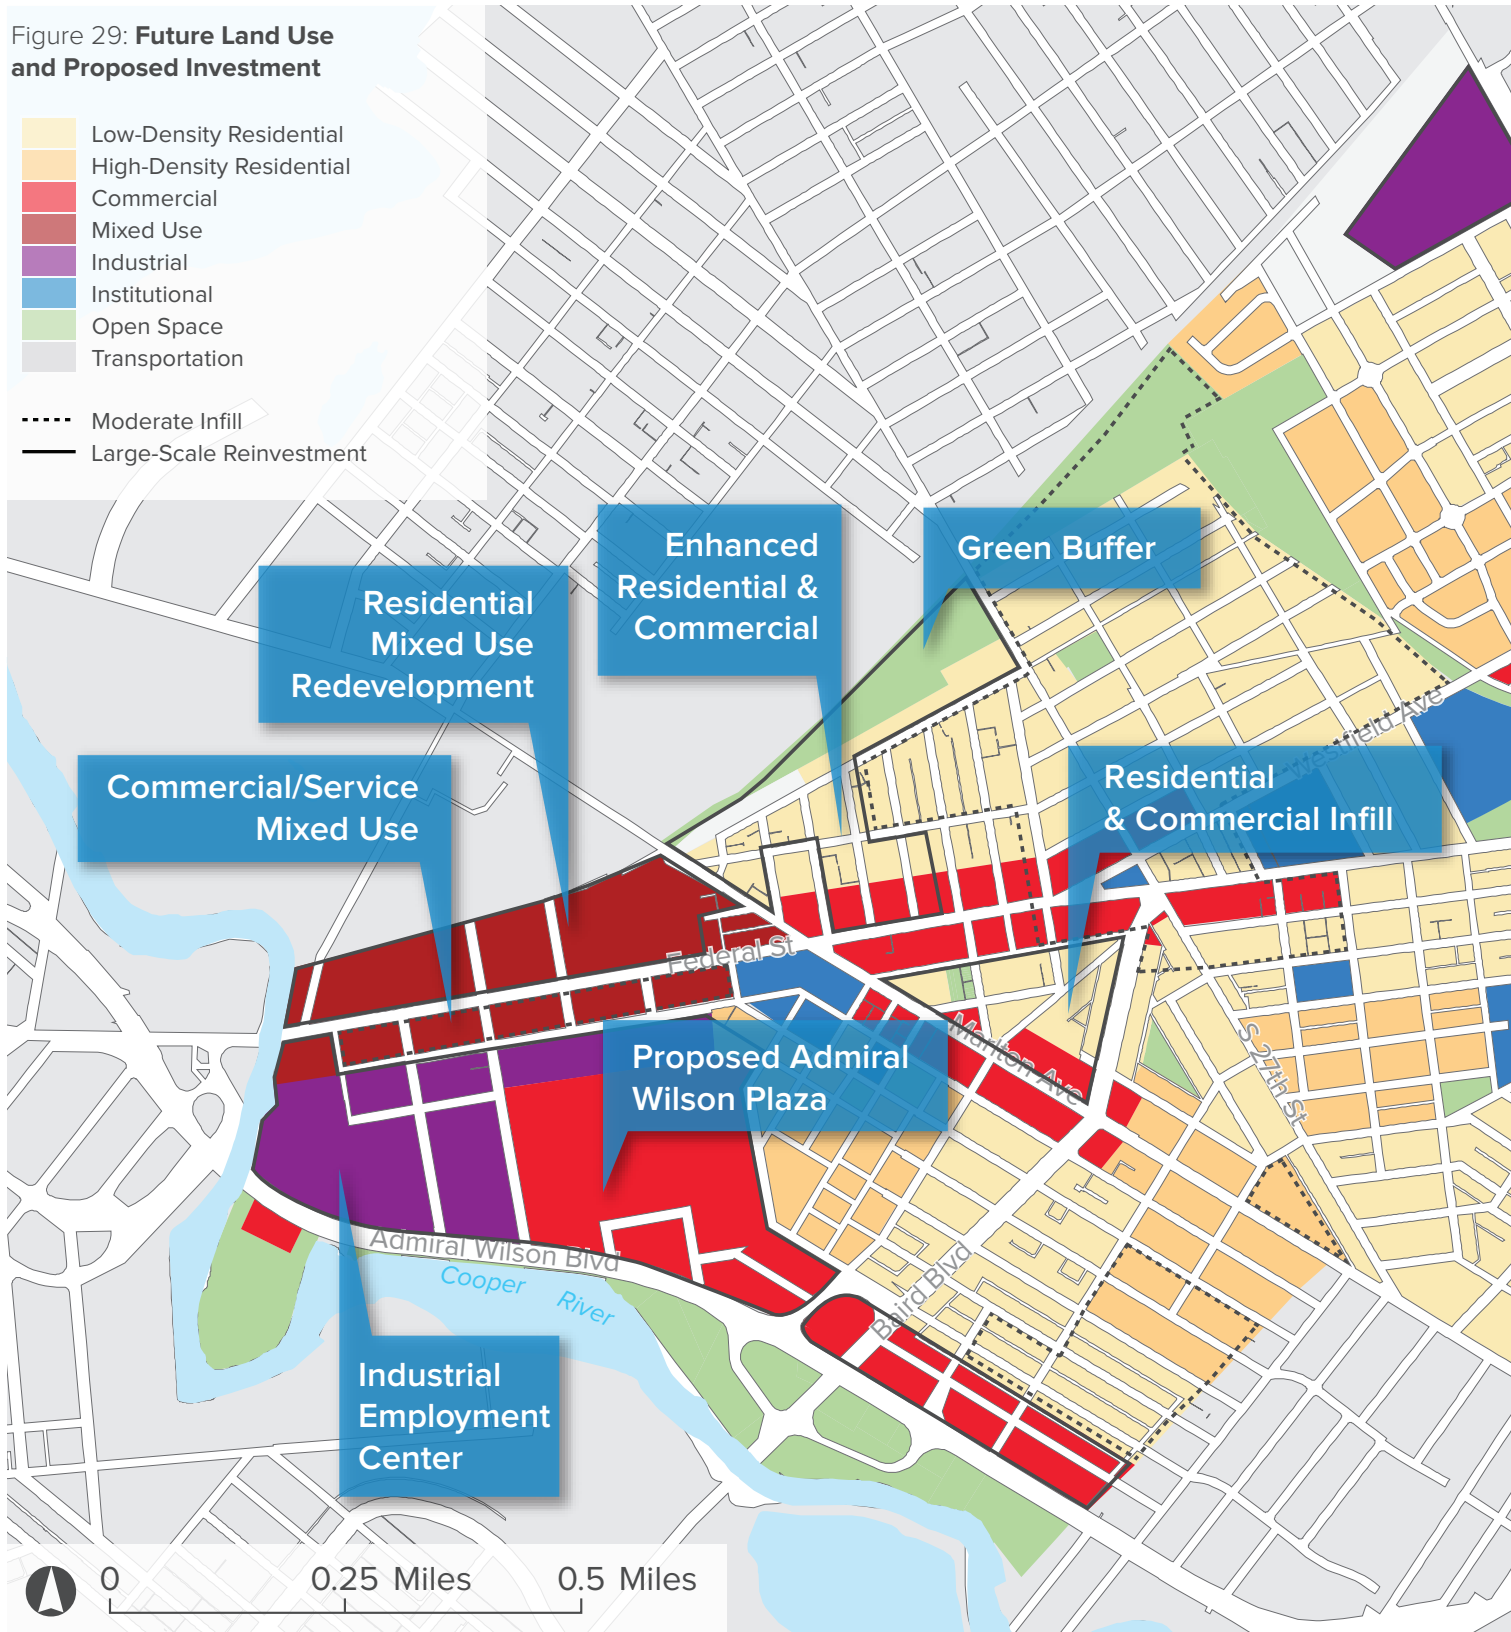 Figure 29: Future Land Use
and Proposed Investment
Low-Density Residential
High-Density Residential
Commercial
Mixed Use
Industrial
Institutional
Open Space
Transportation
Moderate Infill
Large-Scale Reinvestment
Enhanced
Residential &
Commercial
Green Buffer
Residential
Mixed Use
Redevelopment
Westfield Ave
Commercial/Service
Mixed Use
Residential
& Commercial Infill
Federal St
Marlton Ave
S 27th St
Proposed Admiral
Wilson Plaza
Admiral Wilson Blvd
Cooper River
Baird Blvd
Industrial
Employment
Center
0 0.25 Miles 0.5 Miles